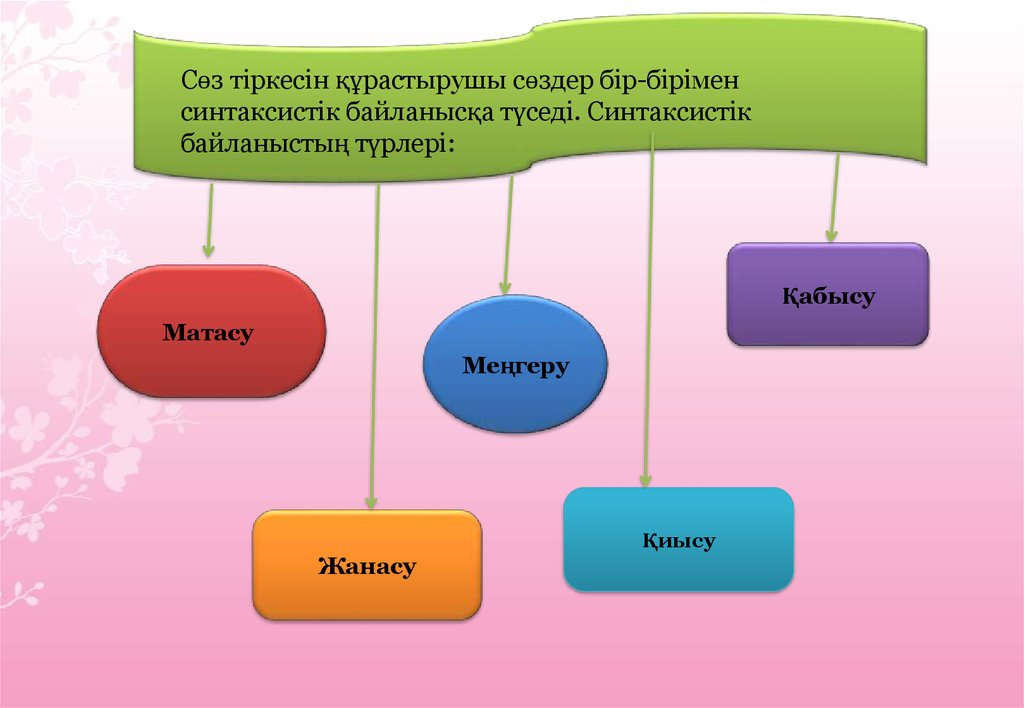 Сөз тіркесін құрастырушы сөздер бір-бірімен
синтаксистік байланысқа түседі. Синтаксистік
байланыстың түрлері:
Матасу
Меңгеру
Қабысу
Жанасу
Қиысу